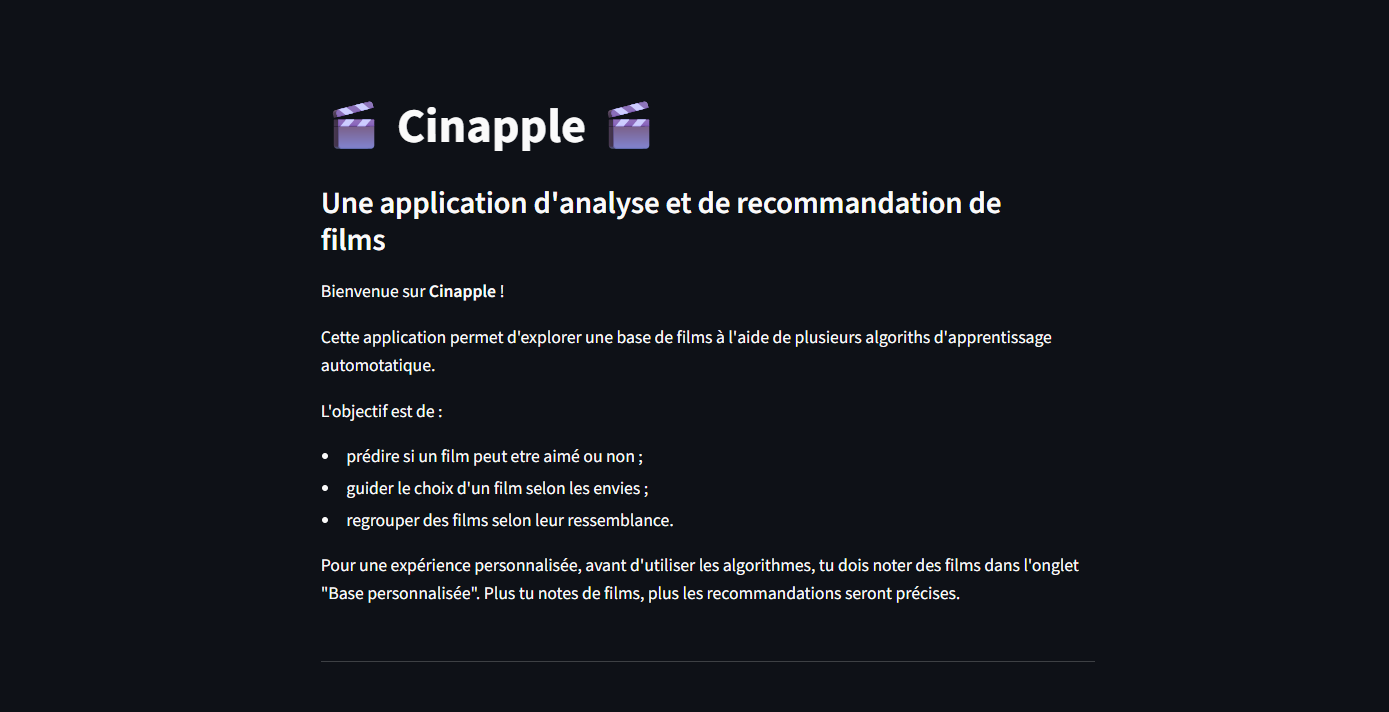 Cinapple
Une application d'analyse et de recommandation de
films
Bienvenue sur Cinapple !
Cette application permet d'explorer une base de films à l'aide de plusieurs algoriths d'apprentissage
automotatique.
L'objectif est de :
• prédire si un film peut etre aimé ou non ;
• guider le choix d'un film selon les envies ;
• regrouper des films selon leur ressemblance.
Pour une expérience personnalisée, avant d'utiliser les algorithmes, tu dois noter des films dans l'onglet
"Base personnalisée". Plus tu notes de films, plus les recommandations seront précises.